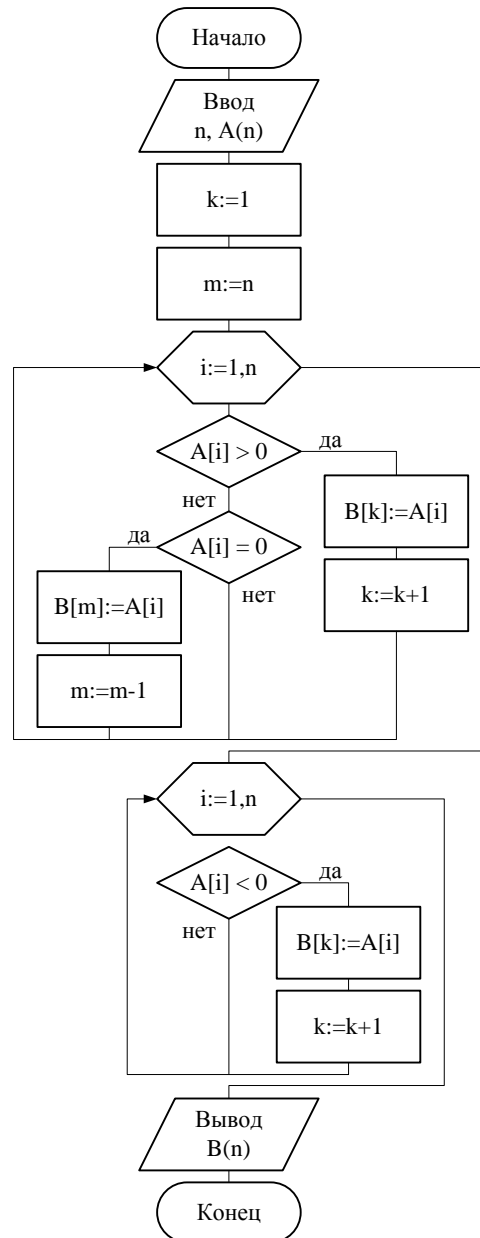 Начало
Ввод
n, A(n)
k:=1
m:=n
i:=1,n
A[i] > 0
да
нет
B[k]:=A[i]
k:=k+1
A[i] = 0
да
нет
B[m]:=A[i]
m:=m-1
i:=1,n
A[i] < 0
да
нет
B[k]:=A[i]
k:=k+1
Вывод
B(n)
Конец